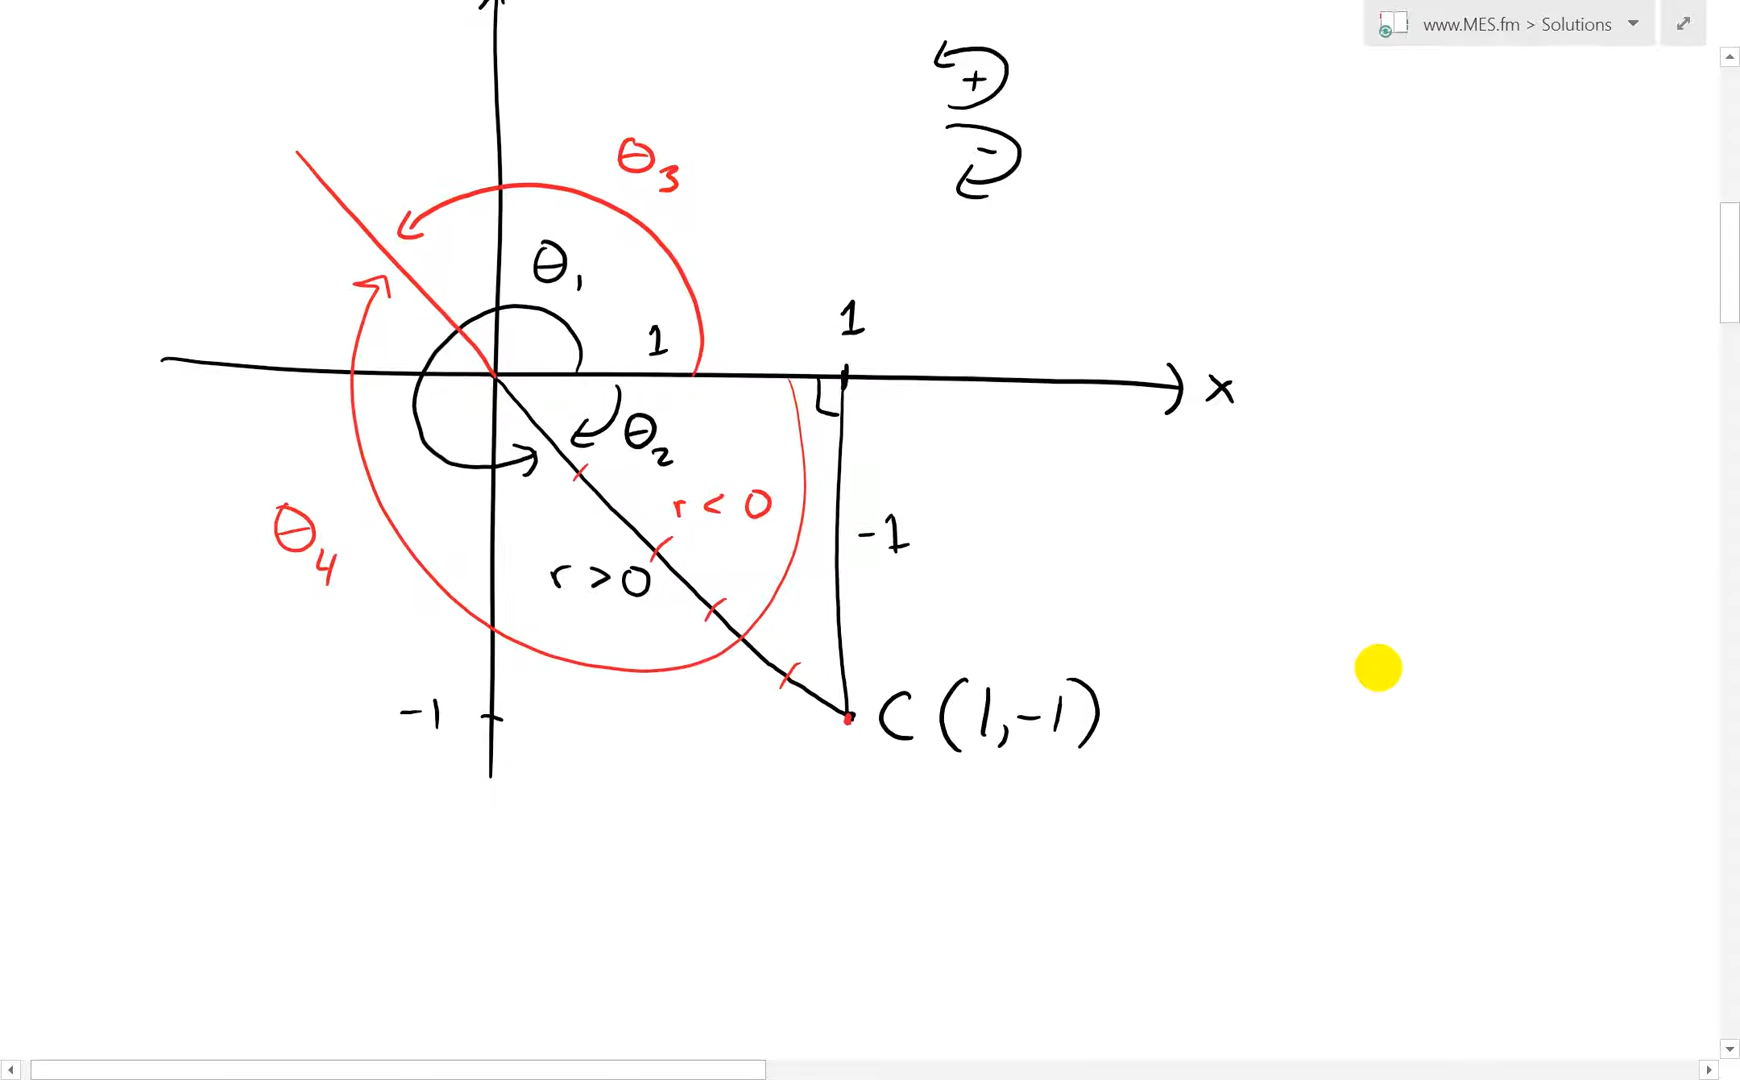 www.MES.fm > Solutions
+
-
θ₃
θ₁
1
1
x
θ₂
r < 0
θ₄
-1
r > 0
-1
C (1,-1)